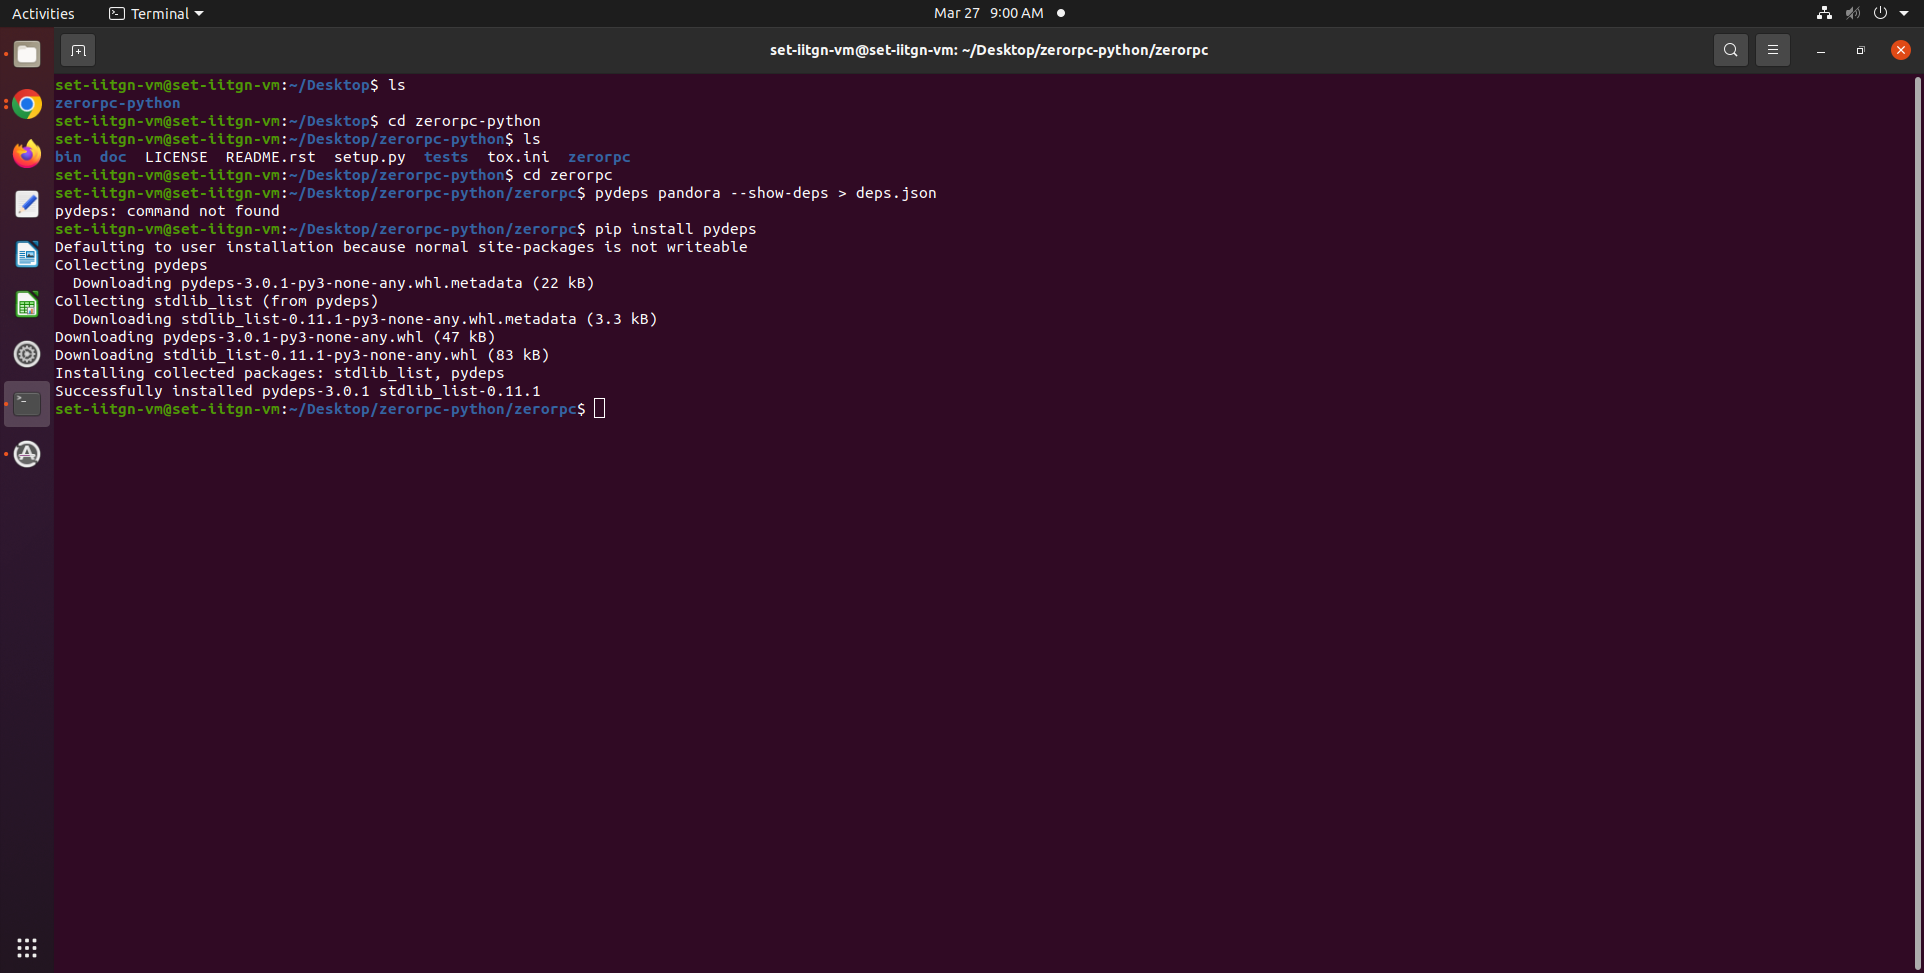 Activities Terminal Mar 27 9:00 AM
set-iitgn-vm@set-iitgn-vm: ~/Desktop/zerorpc-python/zerorpc
set-iitgn-vm@set-iitgn-vm:~/Desktop$ ls
zerorpc-python
set-iitgn-vm@set-iitgn-vm:~/Desktop$ cd zerorpc-python
set-iitgn-vm@set-iitgn-vm:~/Desktop/zerorpc-python$ ls
bin  doc  LICENSE  README.rst  setup.py  tests  tox.ini  zerorpc
set-iitgn-vm@set-iitgn-vm:~/Desktop/zerorpc-python$ cd zerorpc
set-iitgn-vm@set-iitgn-vm:~/Desktop/zerorpc-python/zerorpc$ pydeps pandora --show-deps > deps.json
pydeps: command not found
set-iitgn-vm@set-iitgn-vm:~/Desktop/zerorpc-python/zerorpc$ pip install pydeps
Defaulting to user installation because normal site-packages is not writeable
Collecting pydeps
  Downloading pydeps-3.0.1-py3-none-any.whl.metadata (22 kB)
Collecting stdlib_list (from pydeps)
  Downloading stdlib_list-0.11.1-py3-none-any.whl.metadata (3.3 kB)
Downloading pydeps-3.0.1-py3-none-any.whl (47 kB)
Downloading stdlib_list-0.11.1-py3-none-any.whl (83 kB)
Installing collected packages: stdlib_list, pydeps
Successfully installed pydeps-3.0.1 stdlib_list-0.11.1
set-iitgn-vm@set-iitgn-vm:~/Desktop/zerorpc-python/zerorpc$